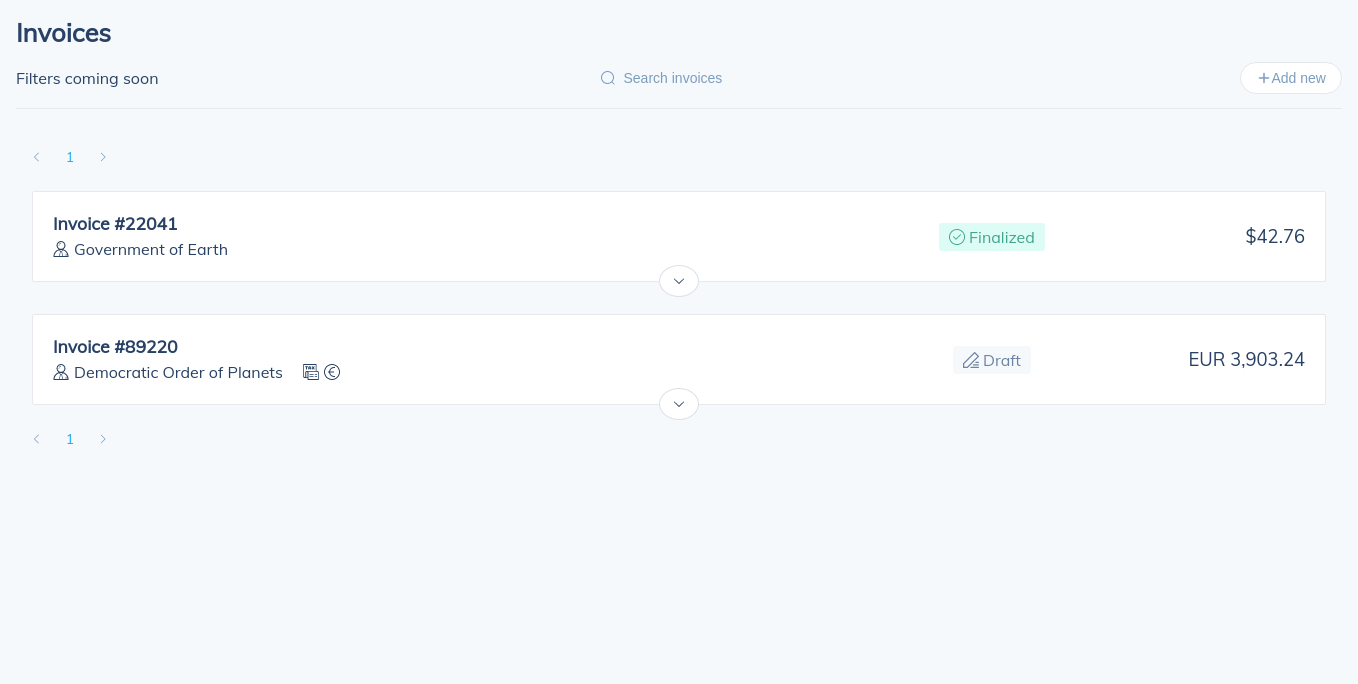 Invoices
Filters coming soon
Search invoices
+Add new
1
Invoice #22041
Government of Earth
Finalized
$42.76
Invoice #89220
Democratic Order of Planets
TAX
€
Draft
EUR 3,903.24
1